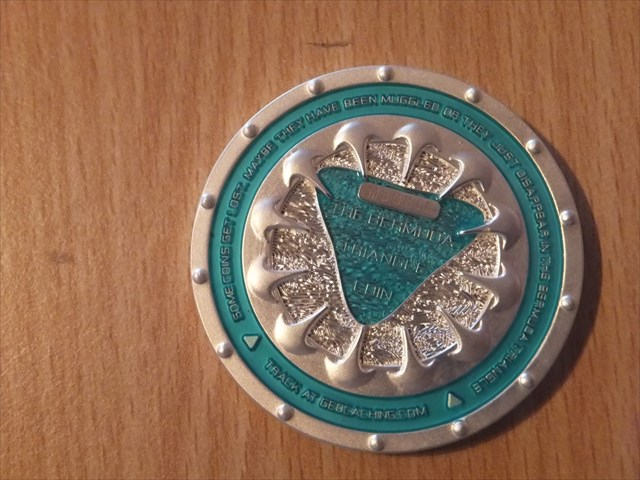 SOME COINS GET LOST. MAYBE THEY HAVE BEEN MUGGLED OR THEY JUST DISAPPEAR IN THE BERMUDA TRIANGLE
THE BERMUDA
TRIANGLE
COIN
TRACK AT GEOCACHING.COM